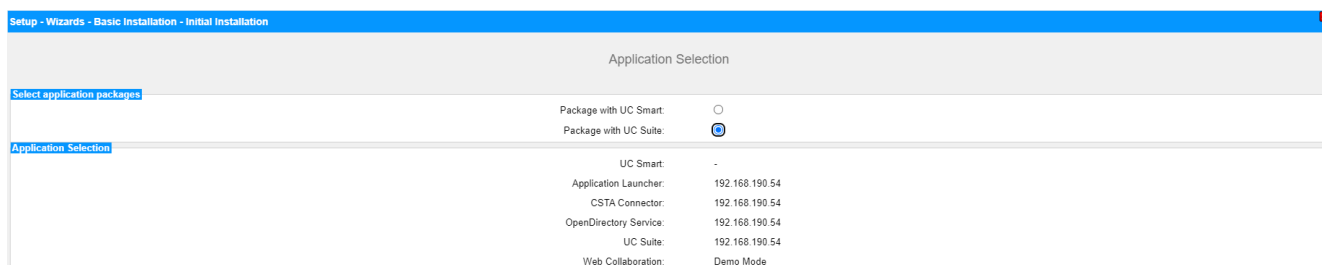 Setup - Wizards - Basic Installation - Initial Installation
Application Selection
Select application packages
Package with UC Smart:
Package with UC Suite:
Application Selection
UC Smart: -
Application Launcher: 192.168.190.54
CSTA Connector: 192.168.190.54
OpenDirectory Service: 192.168.190.54
UC Suite: 192.168.190.54
Web Collaboration: Demo Mode